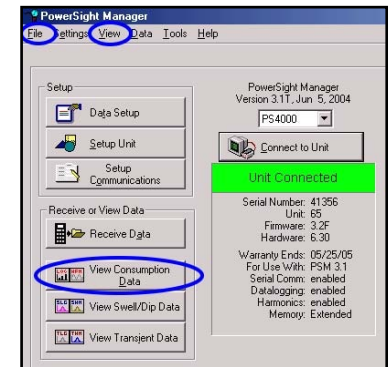 PowerSight Manager
File Settings View Data Tools Help
Setup
Data Setup
Setup Unit
Setup
Communications
Receive or View Data
Receive Data
LOG HRM
View Consumption
Data
View Swell/Dip Data
View Transient Data
PowerSight Manager
Version 3.1T, Jun 5, 2004
PS4000
Connect to Unit
Unit Connected
Serial Number: 41356
Unit: 65
Firmware: 3.2F
Hardware: 6.30
Warranty Ends: 05/25/05
For Use With: PSM 3.1
Serial Comm: enabled
Datalogging: enabled
Harmonics: enabled
Memory: Extended